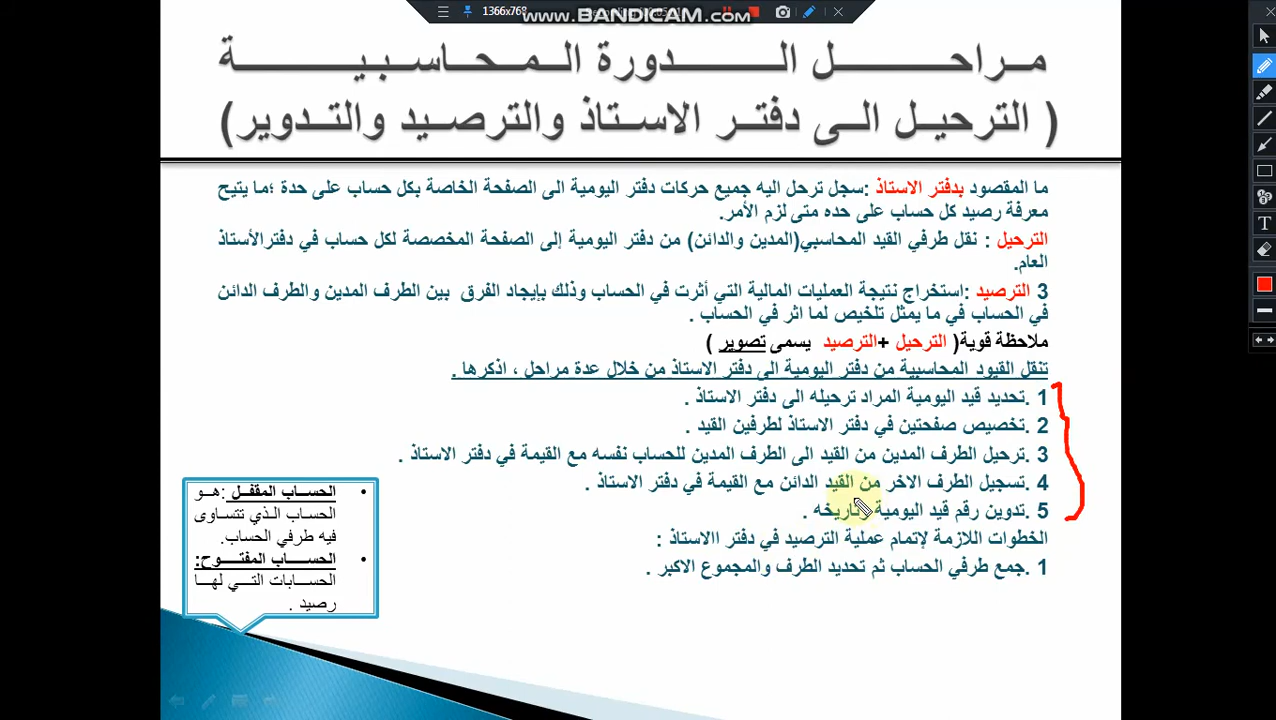 1366x768
www.BANDICAM.com
مراحل الدورة المحاسبية
( الترحيل الى دفتر الاستاذ والترصيد والتدوير)
ما المقصود بدفتر الاستاذ :سجل ترحل اليه جميع حركات دفتر اليومية الى الصفحة الخاصة بكل حساب على حدة ؛ما يتيح
معرفة رصيد كل حساب على حده متى لزم الأمر.
الترحيل : نقل طرفي القيد المحاسبي(المدين والدائن) من دفتر اليومية إلى الصفحة المخصصة لكل حساب في دفترالأستاذ
العام.
3 الترصيد :استخراج نتيجة العمليات المالية التي أثرت في الحساب وذلك بإيجاد الفرق بين الطرف المدين والطرف الدائن
في الحساب في ما يمثل تلخيص لما اثر في الحساب .
ملاحظة قوية( الترحيل +الترصيد يسمى تصوير )
تنقل القيود المحاسبية من دفتر اليومية الى دفتر الاستاذ من خلال عدة مراحل ، اذكرها .
1 .تحديد قيد اليومية المراد ترحيله الى دفتر الاستاذ .
2 .تخصيص صفحتين في دفتر الاستاذ لطرفين القيد .
3 .ترحيل الطرف المدين من القيد الى الطرف المدين للحساب نفسه مع القيمة في دفتر الاستاذ .
4 .تسجيل الطرف الاخر من القيد الدائن مع القيمة في دفتر الاستاذ .
5 .تدوين رقم قيد اليومية وتاريخه .
الخطوات اللازمة لإتمام عملية الترصيد في دفتر االاستاذ :
1 .جمع طرفي الحساب ثم تحديد الطرف والمجموع الاكبر .
• الحساب المقفل :هو
الحساب الذي تتساوى
فيه طرفي الحساب.
• الحساب المفتوح:
الحسابات التي لها
رصيد .